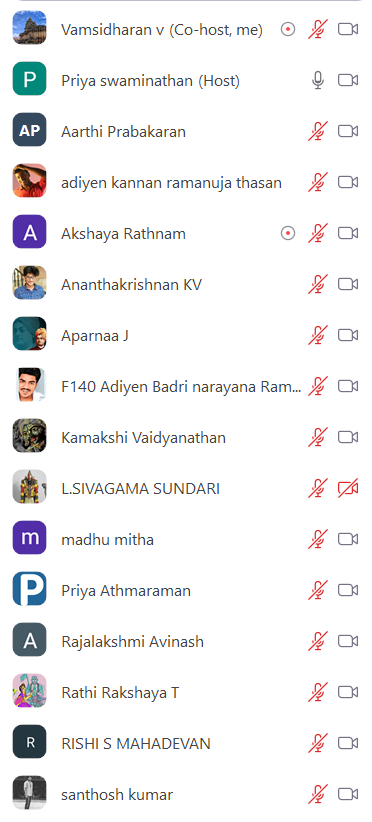 Vamsidharan v (Co-host, me)
P Priya swaminathan (Host)
AP Aarthi Prabakaran
adiyen kannan ramanuja thasan
A Akshaya Rathnam
Ananthakrishnan KV
Aparnaa J
F140 Adiyen Badri narayana Ram...
Kamakshi Vaidyanathan
L.SIVAGAMA SUNDARI
m madhu mitha
P Priya Athmaraman
A Rajalakshmi Avinash
Rathi Rakshaya T
R RISHI S MAHADEVAN
santhosh kumar